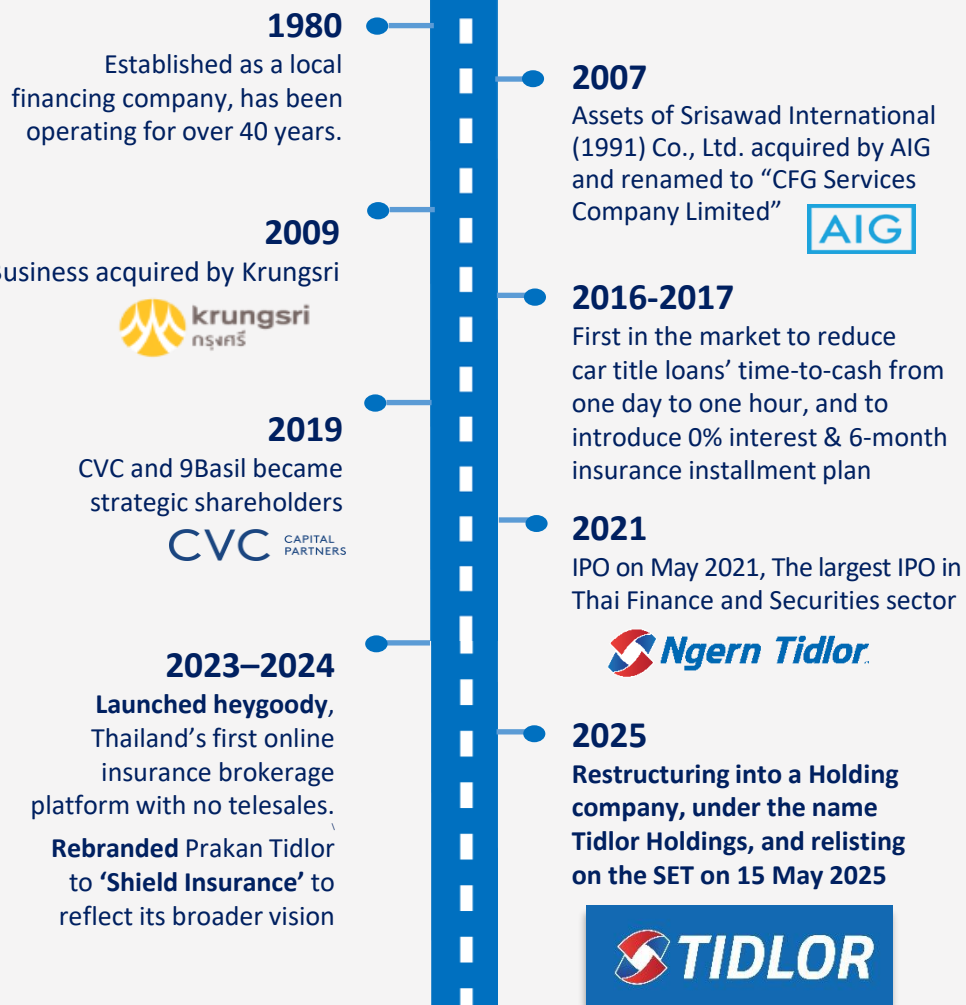 1980
Established as a local
financing company, has been
operating for over 40 years.
2007
Assets of Srisawad International
(1991) Co., Ltd. acquired by AIG
and renamed to “CFG Services
Company Limited”
AIG
2009
Business acquired by Krungsri
krungsri
กรุงศรี
2016-2017
First in the market to reduce
car title loans’ time-to-cash from
one day to one hour, and to
introduce 0% interest & 6-month
insurance installment plan
2019
CVC and 9Basil became
strategic shareholders
CVC CAPITAL
PARTNERS
2021
IPO on May 2021, The largest IPO in
Thai Finance and Securities sector
Ngern Tidlor
2023–2024
Launched heygoody,
Thailand’s first online
insurance brokerage
platform with no telesales.
\
Rebranded Prakan Tidlor
to ‘Shield Insurance’ to
reflect its broader vision
2025
Restructuring into a Holding
company, under the name
Tidlor Holdings, and relisting
on the SET on 15 May 2025
TIDLOR